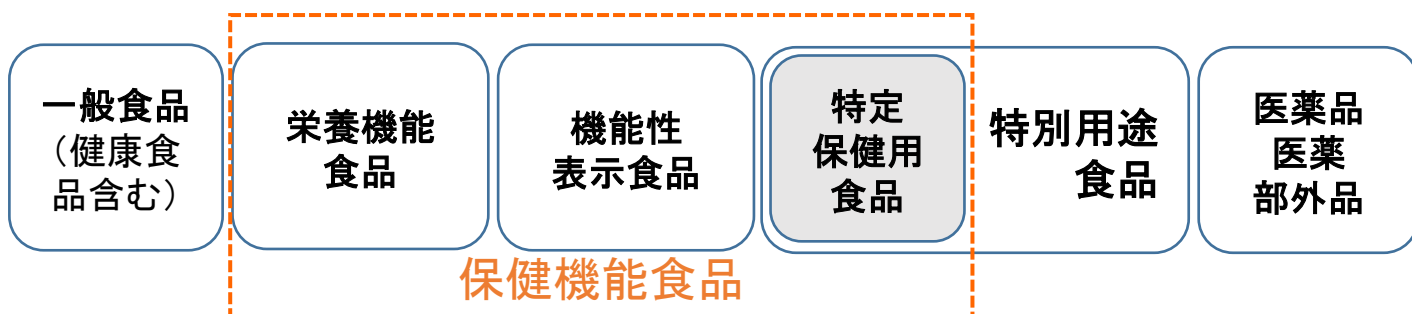 一般食品
（健康食
品含む）
栄養機能
食品
機能性
表示食品
特定
保健用
食品
特別用途
食品
医薬品
医薬
部外品
保健機能食品